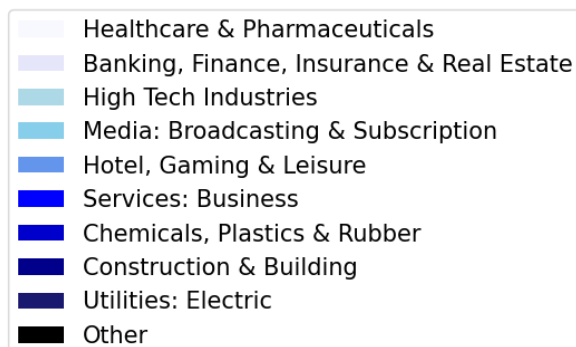 Healthcare & Pharmaceuticals
Banking, Finance, Insurance & Real Estate
High Tech Industries
Media: Broadcasting & Subscription
Hotel, Gaming & Leisure
Services: Business
Chemicals, Plastics & Rubber
Construction & Building
Utilities: Electric
Other